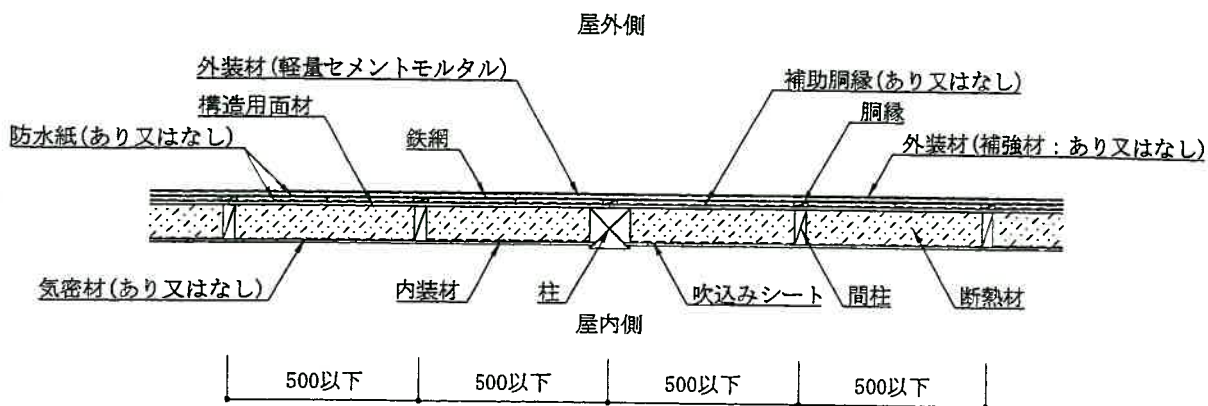 屋外側
外装材(軽量セメントモルタル)
補助胴縁(あり又はなし)
構造用面材
胴縁
防水紙(あり又はなし)
鉄網
外装材(補強材：あり又はなし)
気密材(あり又はなし)
内装材
柱
吹込みシート
間柱
断熱材
屋内側
500以下
500以下
500以下
500以下